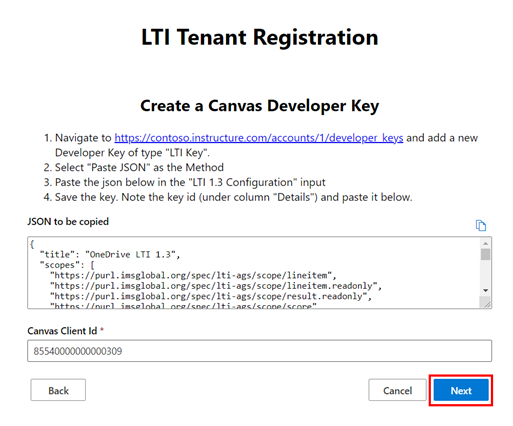 LTI Tenant Registration
Create a Canvas Developer Key
1. Navigate to https://contoso.instructure.com/accounts/1/developer_keys and add a new
Developer Key of type "LTI Key".
2. Select "Paste JSON" as the Method
3. Paste the json below in the "LTI 1.3 Configuration" input
4. Save the key. Note the key id (under column "Details") and paste it below.
JSON to be copied
{
"title": "OneDrive LTI 1.3",
"scopes": [
"https://purl.imsglobal.org/spec/lti-ags/scope/lineitem",
"https://purl.imsglobal.org/spec/lti-ags/scope/lineitem.readonly",
"https://purl.imsglobal.org/spec/lti-ags/scope/result.readonly",
"https://purl.imsglobal.org/spec/lti-ags/scope/score"
Canvas Client Id *
85540000000000309
Back
Cancel
Next